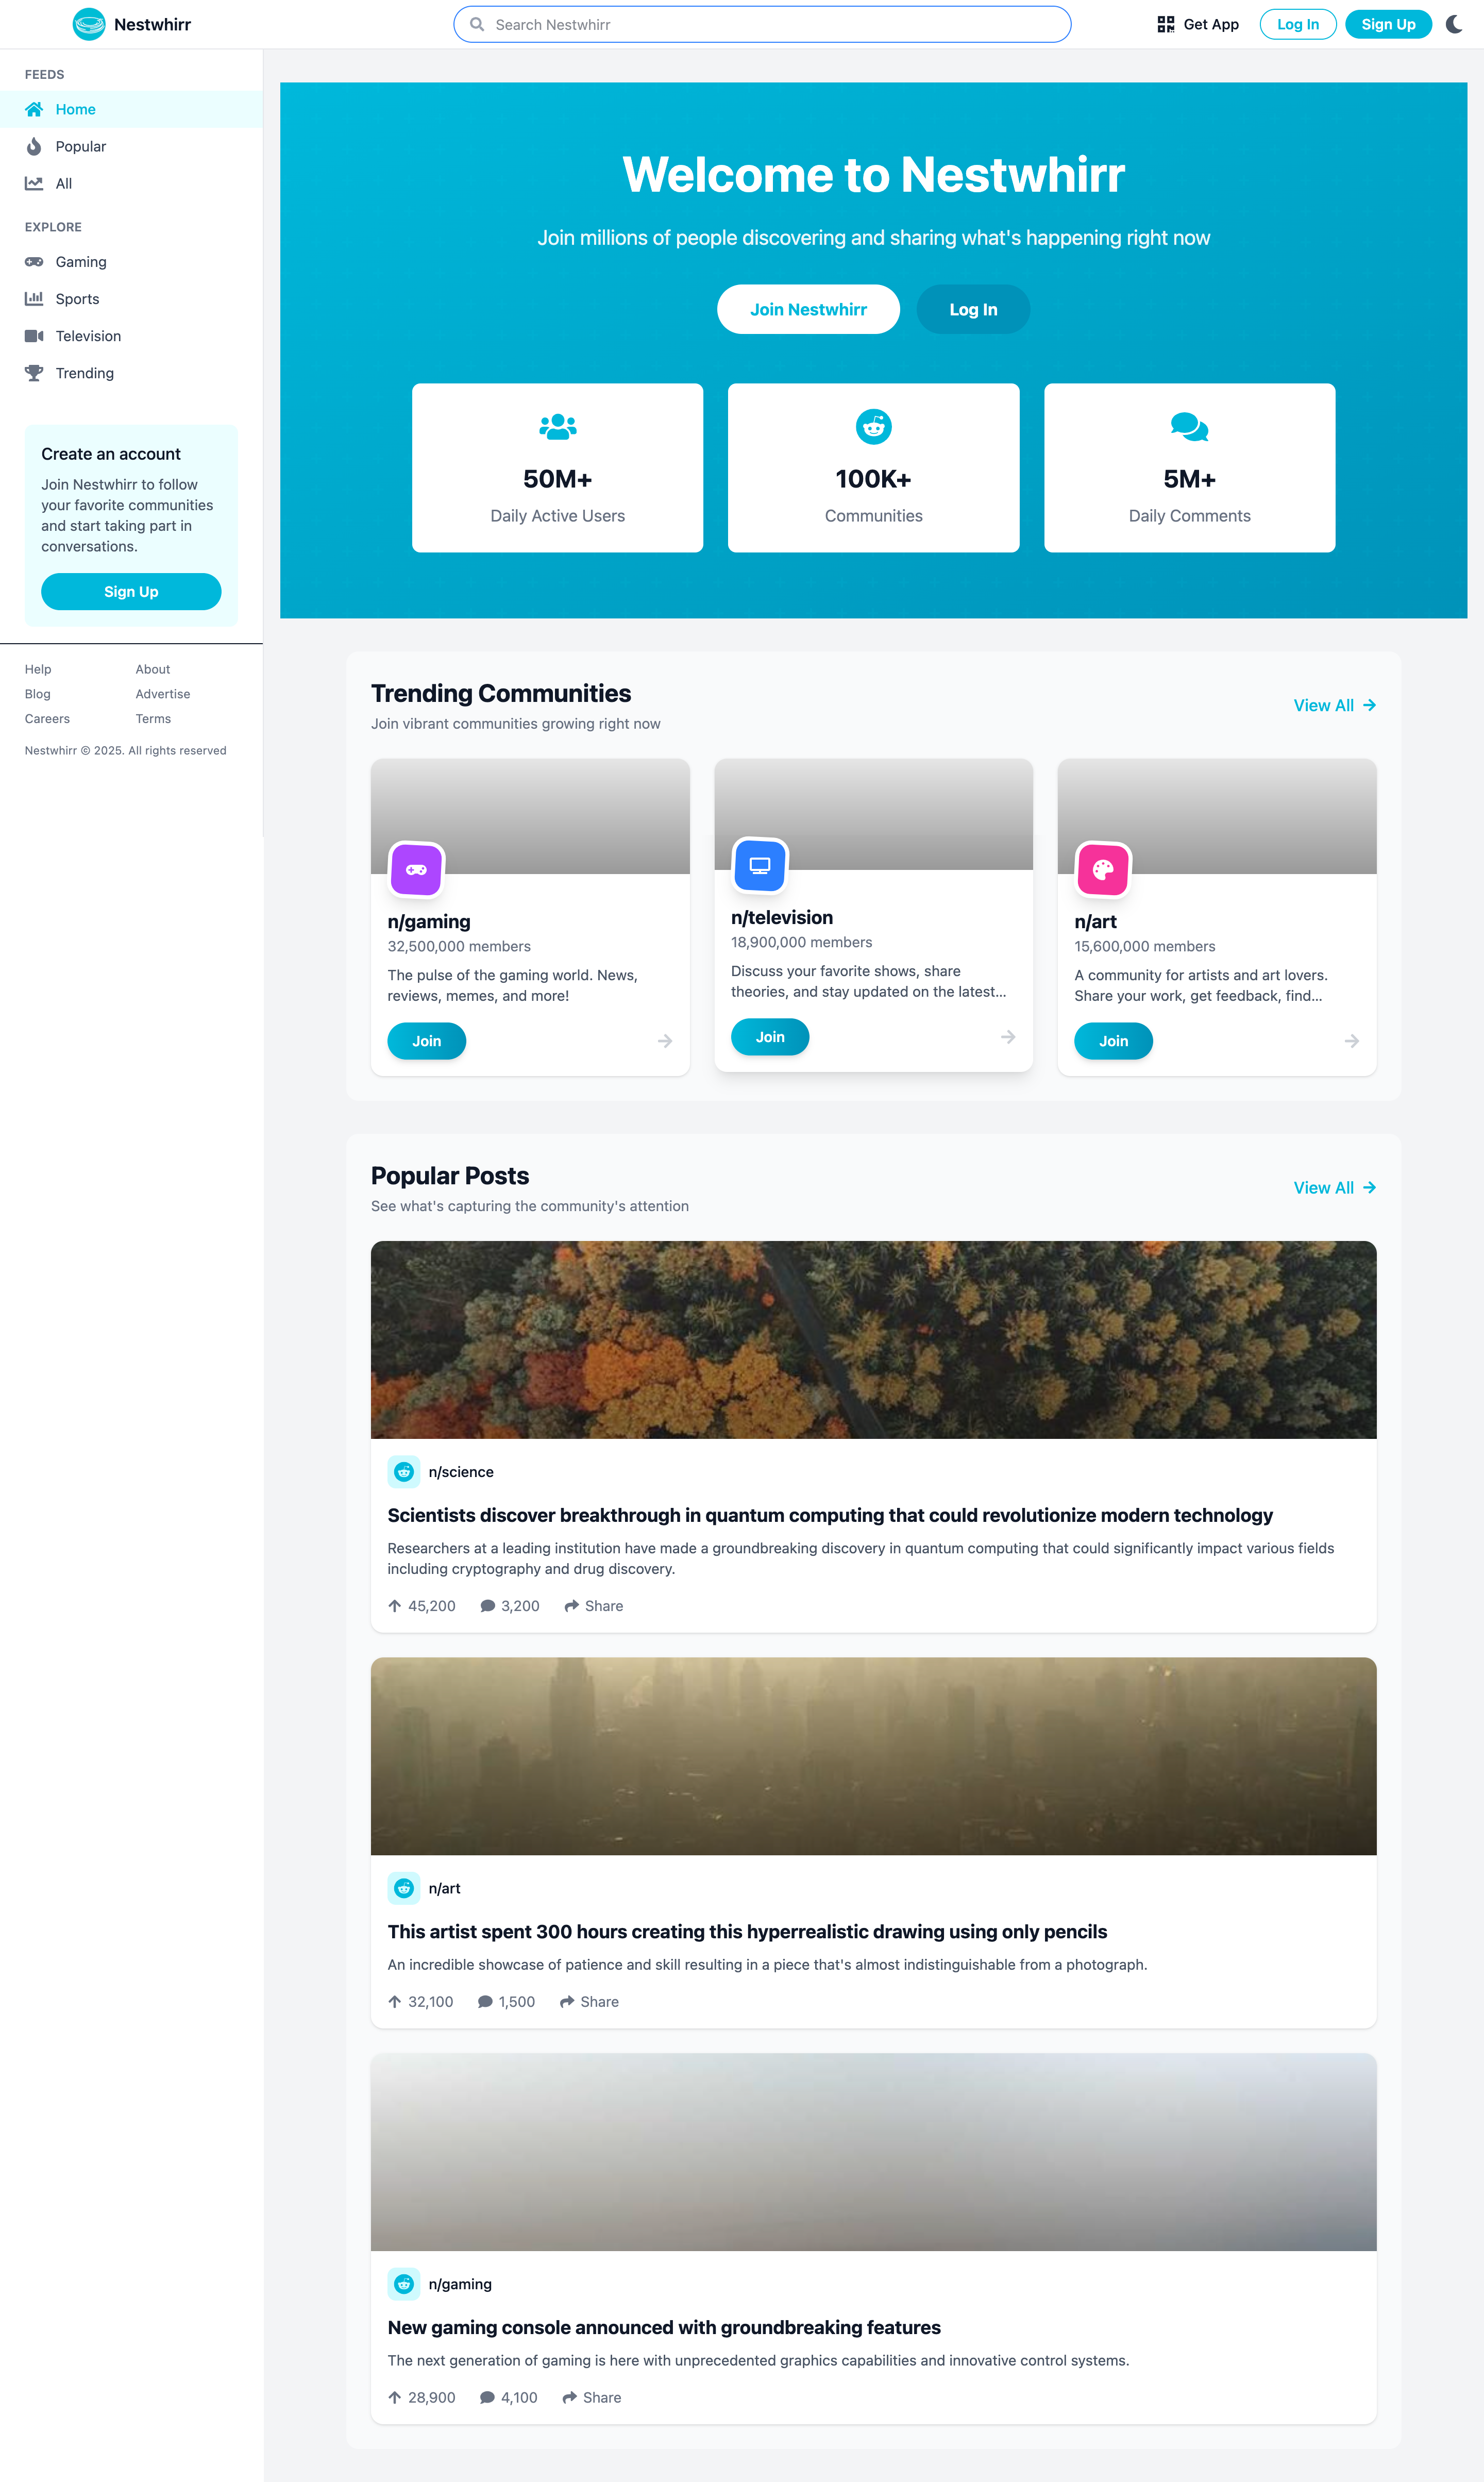 Nestwhirr
Search Nestwhirr
Get App
Log In
Sign Up
FEEDS
Home
Popular
All
EXPLORE
Gaming
Sports
Television
Trending
Create an account
Join Nestwhirr to follow
your favorite communities
and start taking part in
conversations.
Sign Up
Help
About
Blog
Advertise
Careers
Terms
Nestwhirr © 2025. All rights reserved
Welcome to Nestwhirr
Join millions of people discovering and sharing what's happening right now
Join Nestwhirr
Log In
50M+
Daily Active Users
100K+
Communities
5M+
Daily Comments
Trending Communities
Join vibrant communities growing right now
View All
n/gaming
32,500,000 members
The pulse of the gaming world. News,
reviews, memes, and more!
Join
n/television
18,900,000 members
Discuss your favorite shows, share
theories, and stay updated on the latest...
Join
n/art
15,600,000 members
A community for artists and art lovers.
Share your work, get feedback, find...
Join
Popular Posts
See what's capturing the community's attention
View All
n/science
Scientists discover breakthrough in quantum computing that could revolutionize modern technology
Researchers at a leading institution have made a groundbreaking discovery in quantum computing that could significantly impact various fields
including cryptography and drug discovery.
45,200
3,200
Share
n/art
This artist spent 300 hours creating this hyperrealistic drawing using only pencils
An incredible showcase of patience and skill resulting in a piece that's almost indistinguishable from a photograph.
32,100
1,500
Share
n/gaming
New gaming console announced with groundbreaking features
The next generation of gaming is here with unprecedented graphics capabilities and innovative control systems.
28,900
4,100
Share